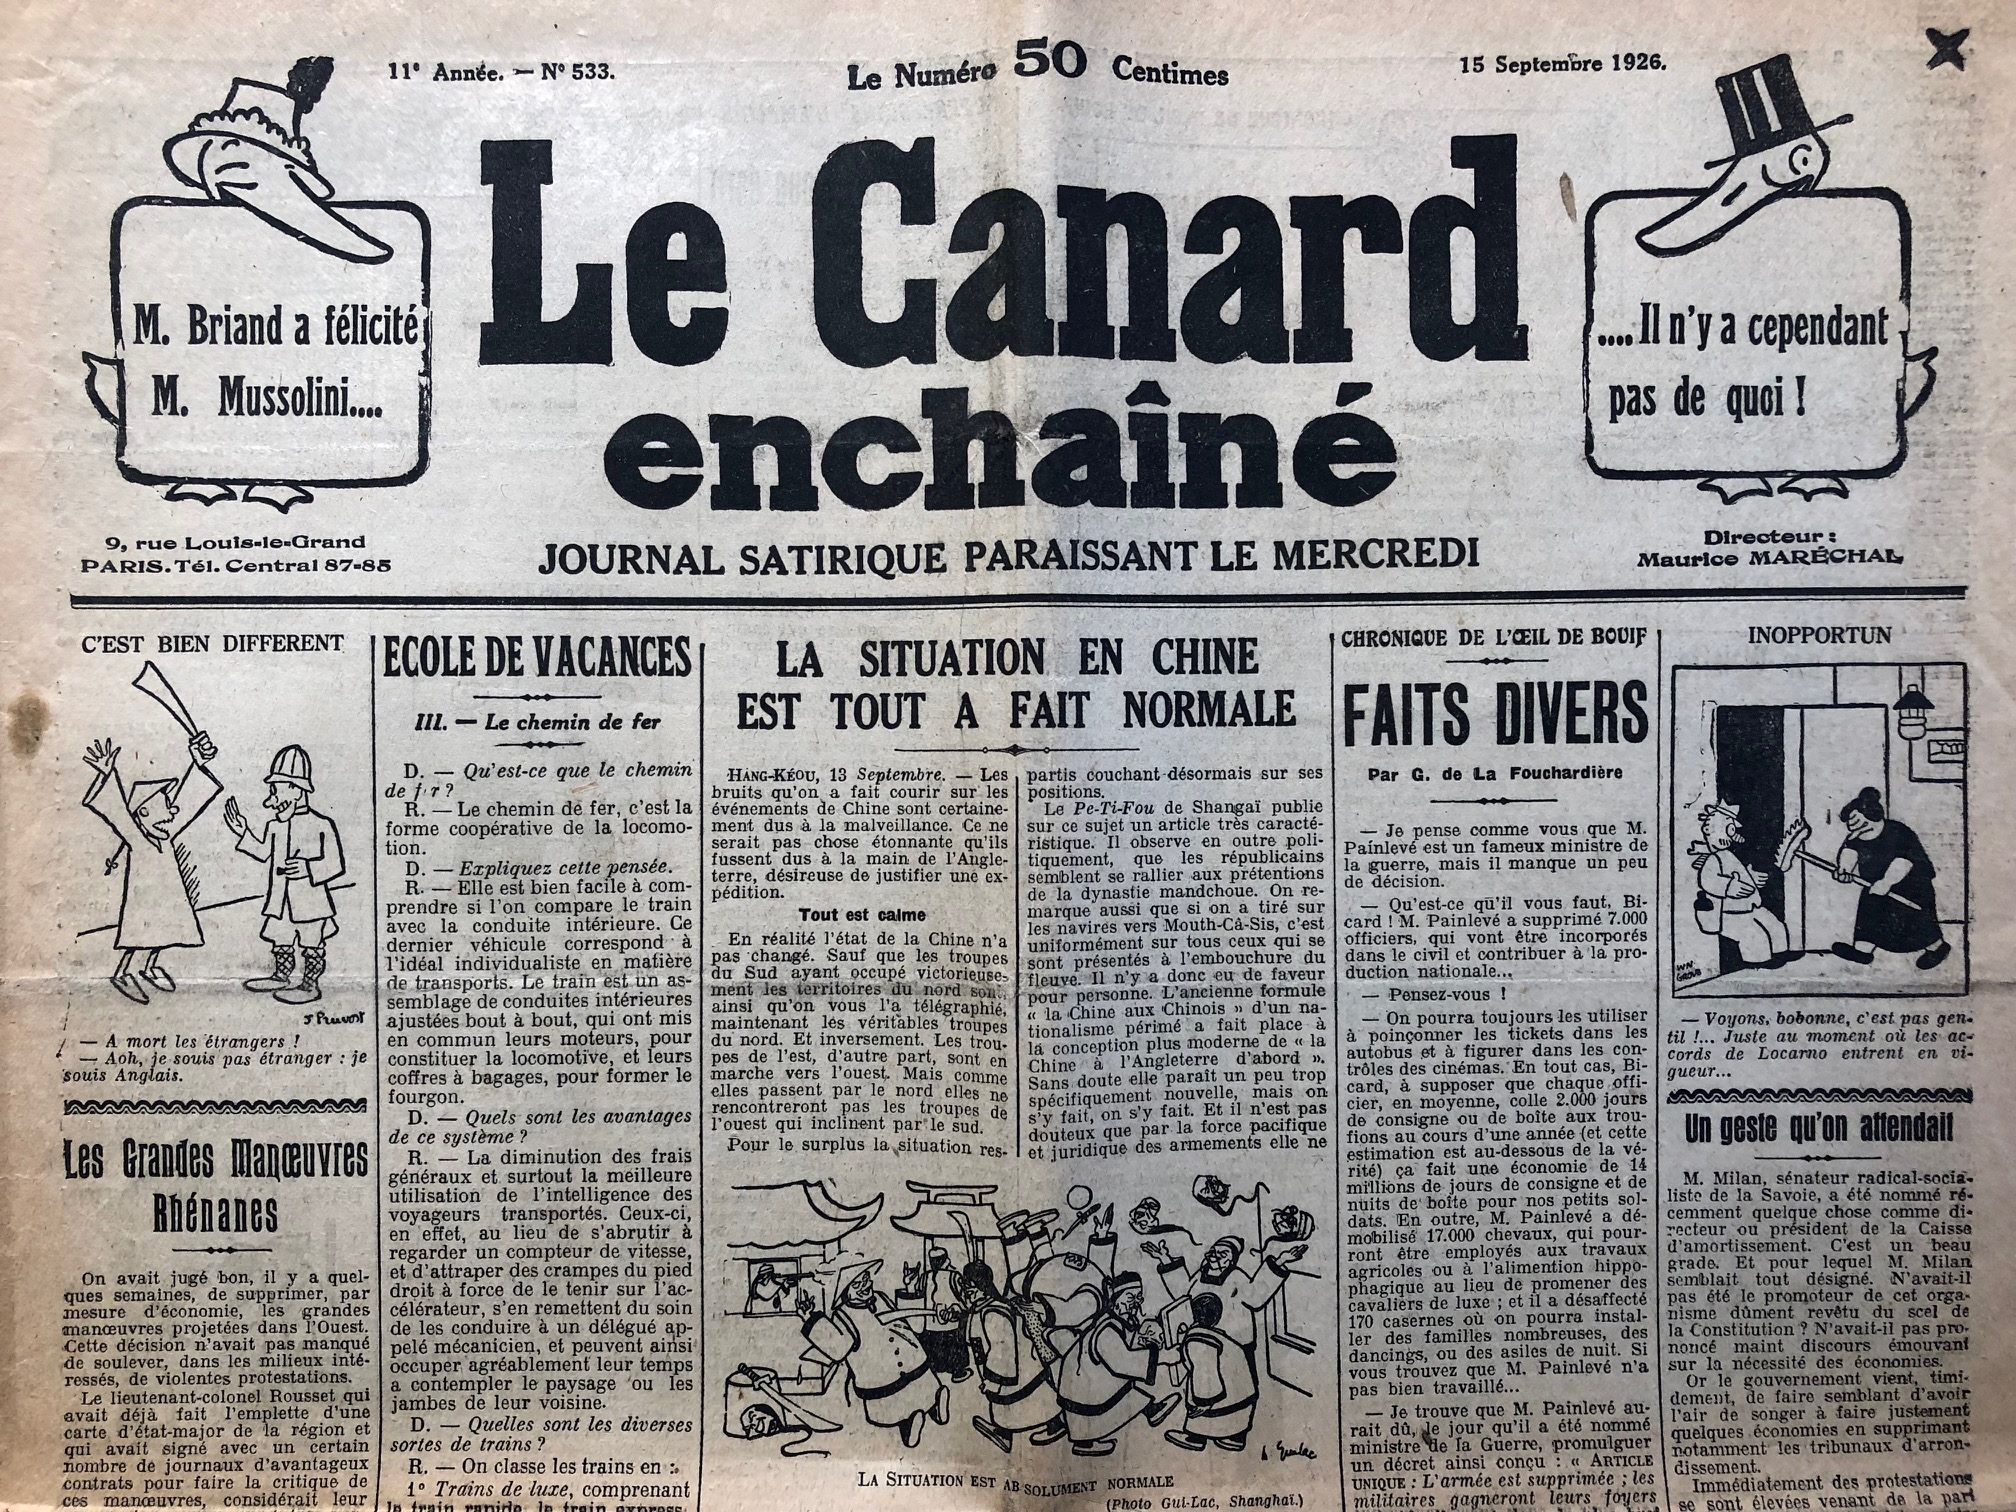 11e Année. — N° 533.
Le Numéro 50 Centimes
15 Septembre 1926.
M. Briand a félicité
M. Mussolini....
Le Canard
enchaîné
....Il n'y a cependant
pas de quoi !
9, rue Louis-le-Grand
PARIS. Tél. Central 87-85
JOURNAL SATIRIQUE PARAISSANT LE MERCREDI
Directeur :
Maurice MARÉCHAL
C'EST BIEN DIFFERENT
J Pruvost
— A mort les étrangers !
— Aoh, je souis pas étranger : je
souis Anglais.
Les Grandes Manœuvres
Rhénanes
On avait jugé bon, il y a quel-
ques semaines, de supprimer, par
mesure d'économie, les grandes
manœuvres projetées dans l'Ouest.
Cette décision n'avait pas manqué
de soulever, dans les milieux inté-
ressés, de violentes protestations.
Le lieutenant-colonel Rousset qui
avait déjà fait l'emplette d'une
carte d'état-major de la région et
qui avait signé avec un certain
nombre de journaux d'avantageux
contrats pour faire la critique de
ces manœuvres, considérait leur
ECOLE DE VACANCES
III. — Le chemin de fer
D. — Qu'est-ce que le chemin
de fer ?
R. — Le chemin de fer, c'est la
forme coopérative de la locomo-
tion.
D. — Expliquez cette pensée.
R. — Elle est bien facile à com-
prendre si l'on compare le train
avec la conduite intérieure. Ce
dernier véhicule correspond à
l'idéal individualiste en matière
de transports. Le train est un as-
semblage de conduites intérieures
ajustées bout à bout, qui ont mis
en commun leurs moteurs, pour
constituer la locomotive, et leurs
coffres à bagages, pour former le
fourgon.
D. — Quels sont les avantages
de ce système ?
R. — La diminution des frais
généraux et surtout la meilleure
utilisation de l'intelligence des
voyageurs transportés. Ceux-ci,
en effet, au lieu de s'abrutir à
regarder un compteur de vitesse,
et d'attraper des crampes du pied
droit à force de le tenir sur l'ac-
célérateur, s'en remettent du soin
de les conduire à un délégué ap-
pelé mécanicien, et peuvent ainsi
occuper agréablement leur temps
a contempler le paysage ou les
jambes de leur voisine.
D. — Quelles sont les diverses
sortes de trains ?
R. — On classe les trains en :
1° Trains de luxe, comprenant
le train rapide, le train express,
LA SITUATION EN CHINE
EST TOUT A FAIT NORMALE
HANG-KÉOU, 13 Septembre. — Les
bruits qu'on a fait courir sur les
événements de Chine sont certaine-
ment dus à la malveillance. Ce ne
serait pas chose étonnante qu'ils
fussent dus à la main de l'Angle-
terre, désireuse de justifier une ex-
pédition.
Tout est calme
En réalité l'état de la Chine n'a
pas changé. Sauf que les troupes
du Sud ayant occupé victorieuse-
ment les territoires du nord sont,
ainsi qu'on vous l'a télégraphié,
maintenant les véritables troupes
du nord. Et inversement. Les trou-
pes de l'est, d'autre part, sont en
marche vers l'ouest. Mais comme
elles passent par le nord elles ne
rencontreront pas les troupes de
l'ouest qui inclinent par le sud.
Pour le surplus la situation res-
partis couchant désormais sur ses
positions.
Le Pe-Ti-Fou de Shangaï publie
sur ce sujet un article très caracté-
ristique. Il observe en outre poli-
tiquement, que les républicains
semblent se rallier aux prétentions
de la dynastie mandchoue. On re-
marque aussi que si on a tiré sur
les navires vers Mouth-Câ-Sis, c'est
uniformément sur tous ceux qui se
sont présentés à l'embouchure du
fleuve. Il n'y a donc eu de faveur
pour personne. L'ancienne formule
« la Chine aux Chinois » d'un na-
tionalisme périmé a fait place à
la conception plus moderne de « la
Chine à l'Angleterre d'abord ».
Sans doute elle paraît un peu trop
spécifiquement nouvelle, mais on
s'y fait, on s'y fait. Et il n'est pas
douteux que par la force pacifique
et juridique des armements elle ne
LA SITUATION EST ABSOLUMENT NORMALE
(Photo Gui-Lac, Shanghaï.)
CHRONIQUE DE L'ŒIL DE BOUIF
FAITS DIVERS
Par G. de La Fouchardière
— Je pense comme vous que M.
Painlevé est un fameux ministre de
la guerre, mais il manque un peu
de décision.
— Qu'est-ce qu'il vous faut, Bi-
card ! M. Painlevé a supprimé 7.000
officiers, qui vont être incorporés
dans le civil et contribuer à la pro-
duction nationale...
— Pensez-vous !
— On pourra toujours les utiliser
à poinçonner les tickets dans les
autobus et à figurer dans les con-
trôles des cinémas. En tout cas, Bi-
card, à supposer que chaque offi-
cier, en moyenne, colle 2.000 jours
de consigne ou de boîte aux trou-
fions au cours d'une année (et cette
estimation est au-dessous de la vé-
rité) ça fait une économie de 14
millions de jours de consigne et de
nuits de boîte pour nos petits sol-
dats. En outre, M. Painlevé a dé-
mobilisé 17.000 chevaux, qui pour-
ront être employés aux travaux
agricoles ou à l'alimention hippo-
phagique au lieu de promener des
cavaliers de luxe ; et il a désaffecté
170 casernes où on pourra instal-
ler des familles nombreuses, des
dancings, ou des asiles de nuit. Si
vous trouvez que M. Painlevé n'a
pas bien travaillé...
— Je trouve que M. Painlevé au-
rait dû, le jour qu'il a été nommé
ministre de la Guerre, promulguer
un décret ainsi conçu : « ARTICLE
UNIQUE : L'armée est supprimée ; les
militaires gagneront leurs foyers
INOPPORTUN
WN.
GROVE
— Voyons, bobonne, c'est pas gen-
til !... Juste au moment où les ac-
cords de Locarno entrent en vi-
gueur...
Un geste qu'on attendait
M. Milan, sénateur radical-socia-
liste de la Savoie, a été nommé ré-
cemment quelque chose comme di-
recteur ou président de la Caisse
d'amortissement. C'est un beau
grade. Et pour lequel M. Milan
semblait tout désigné. N'avait-il
pas été le promoteur de cet orga-
nisme dûment revêtu du scel de
la Constitution ? N'avait-il pas pro-
noncé maint discours émouvant
sur la nécessité des économies.
Or le gouvernement vient, timi-
dement, de faire semblant d'avoir
l'air de songer à faire justement
quelques économies en supprimant
notamment les tribunaux d'arron-
dissement.
Immédiatement des protestations
se sont élevées venant de la part